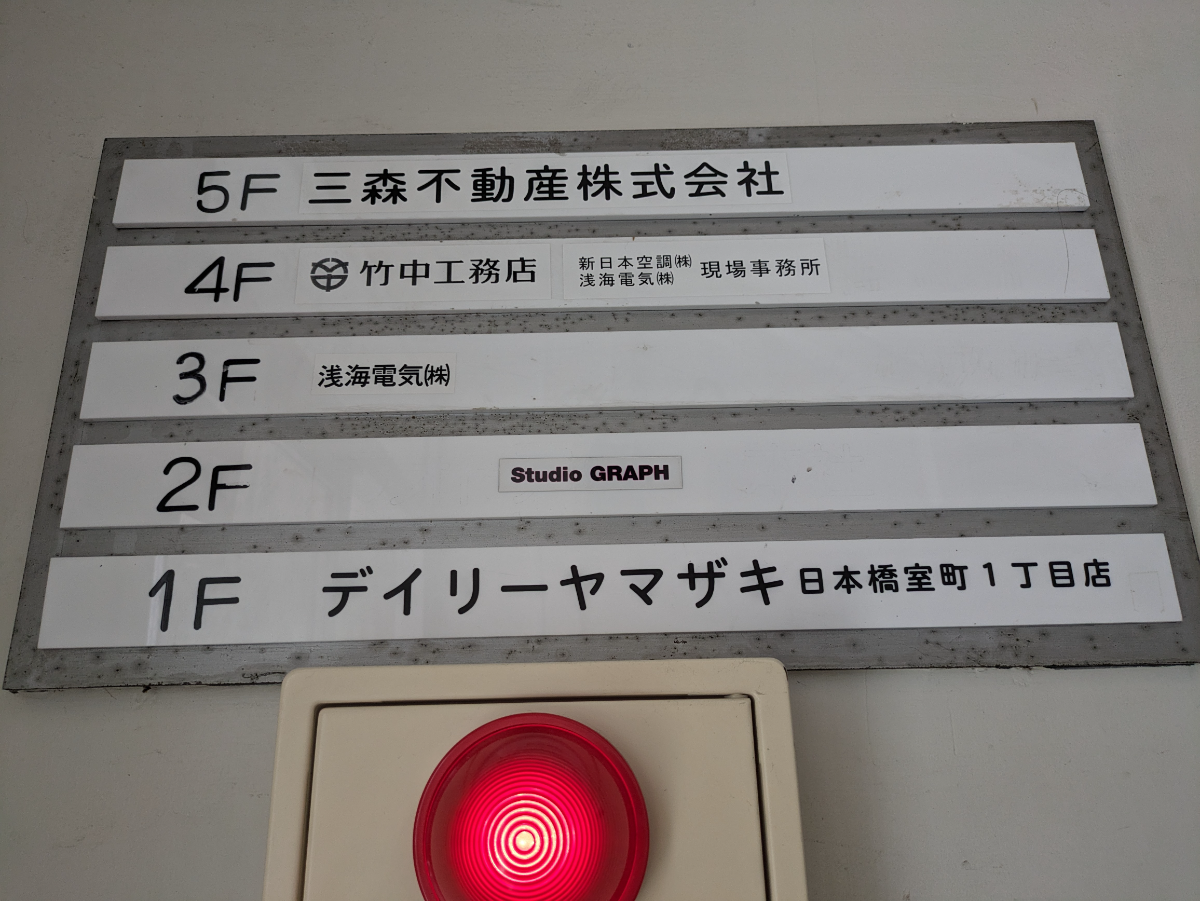 5F 三森不動産株式会社
4F 竹中工務店 新日本空調㈱ 浅海電気㈱ 現場事務所
3F 浅海電気㈱
2F Studio GRAPH
1F デイリーヤマザキ 日本橋室町1丁目店